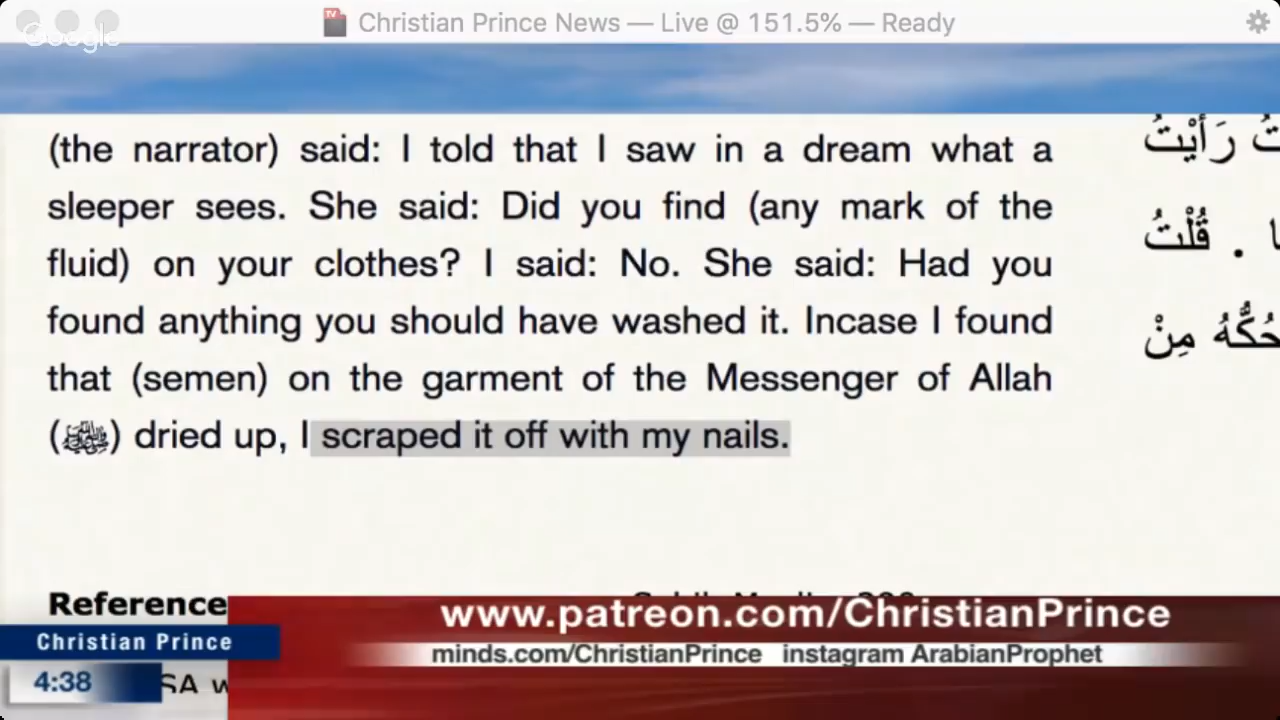 Christian Prince News — Live @ 151.5% — Ready
Google
(the narrator) said: I told that I saw in a dream what a
sleeper sees. She said: Did you find (any mark of the
fluid) on your clothes? I said: No. She said: Had you
found anything you should have washed it. Incase I found
that (semen) on the garment of the Messenger of Allah
(ﷺ) dried up, I scraped it off with my nails.
رَأَيْتُ
قُلْتُ
مِنْ
Reference
www.patreon.com/ChristianPrince
Christian Prince
minds.com/ChristianPrince instagram ArabianProphet
4:38